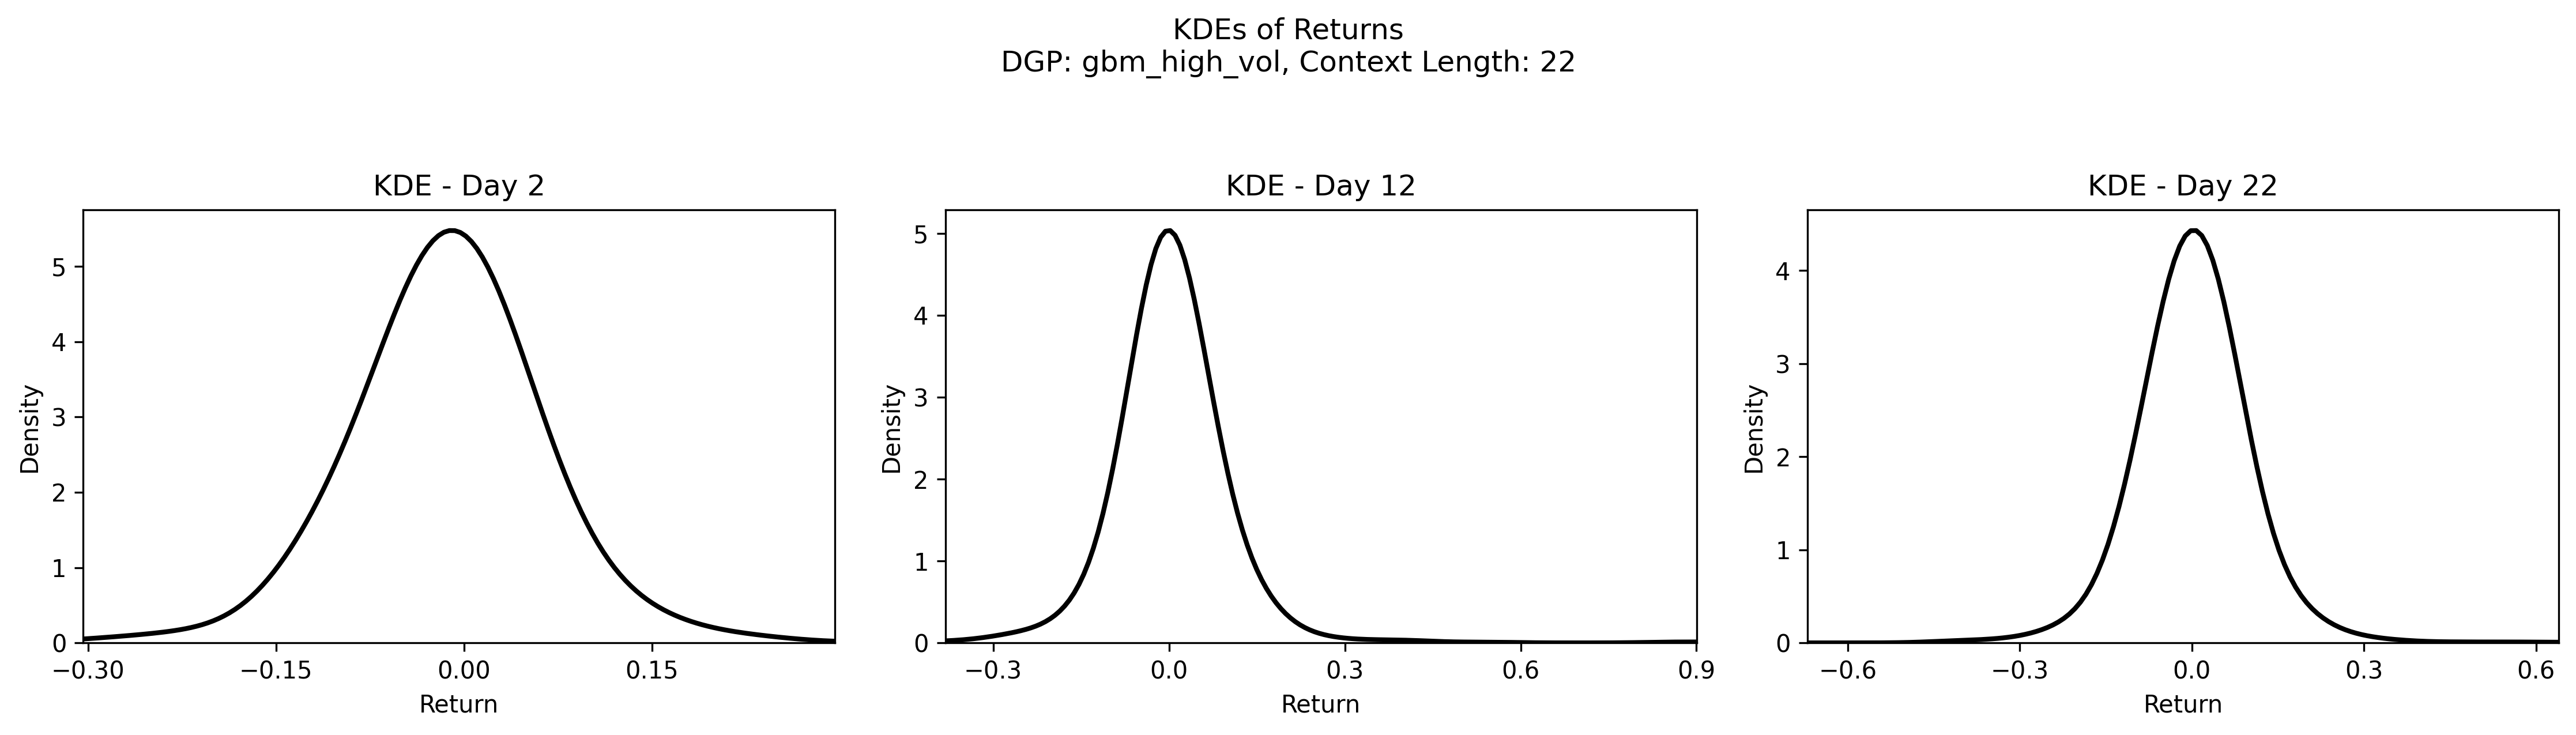 KDEs of Returns
DGP: gbm_high_vol, Context Length: 22
KDE - Day 2
Density
5
4
3
2
1
0
−0.30 −0.15 0.00 0.15
Return
KDE - Day 12
Density
5
4
3
2
1
0
−0.3 0.0 0.3 0.6 0.9
Return
KDE - Day 22
Density
4
3
2
1
0
−0.6 −0.3 0.0 0.3 0.6
Return